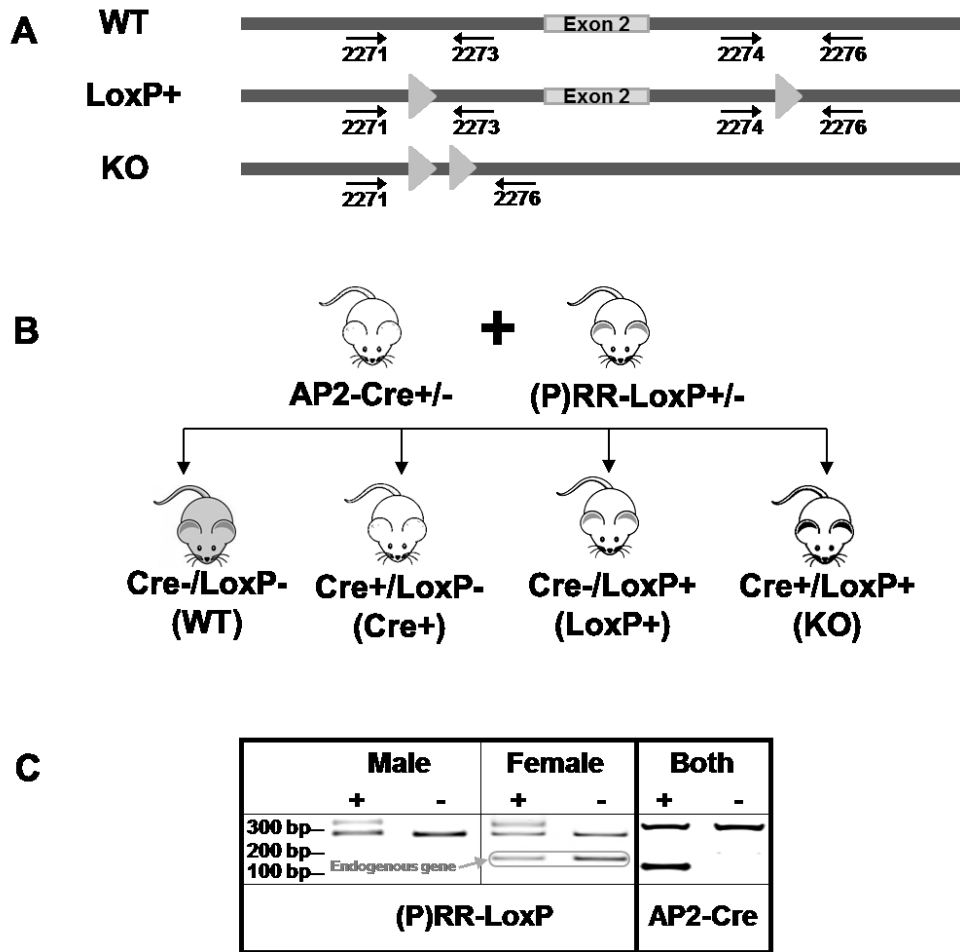 A
WT
Exon 2
2271 2273 2274 2276
LoxP+
Exon 2
2271 2273 2274 2276
KO
2271 2276
B
+
AP2-Cre+/- (P)RR-LoxP+/-
Cre-/LoxP- Cre+/LoxP- Cre-/LoxP+ Cre+/LoxP+
(WT) (Cre+) (LoxP+) (KO)
C
Male Female Both
+ - + - + -
300 bp
200 bp
Endogenous gene
100 bp
(P)RR-LoxP AP2-Cre